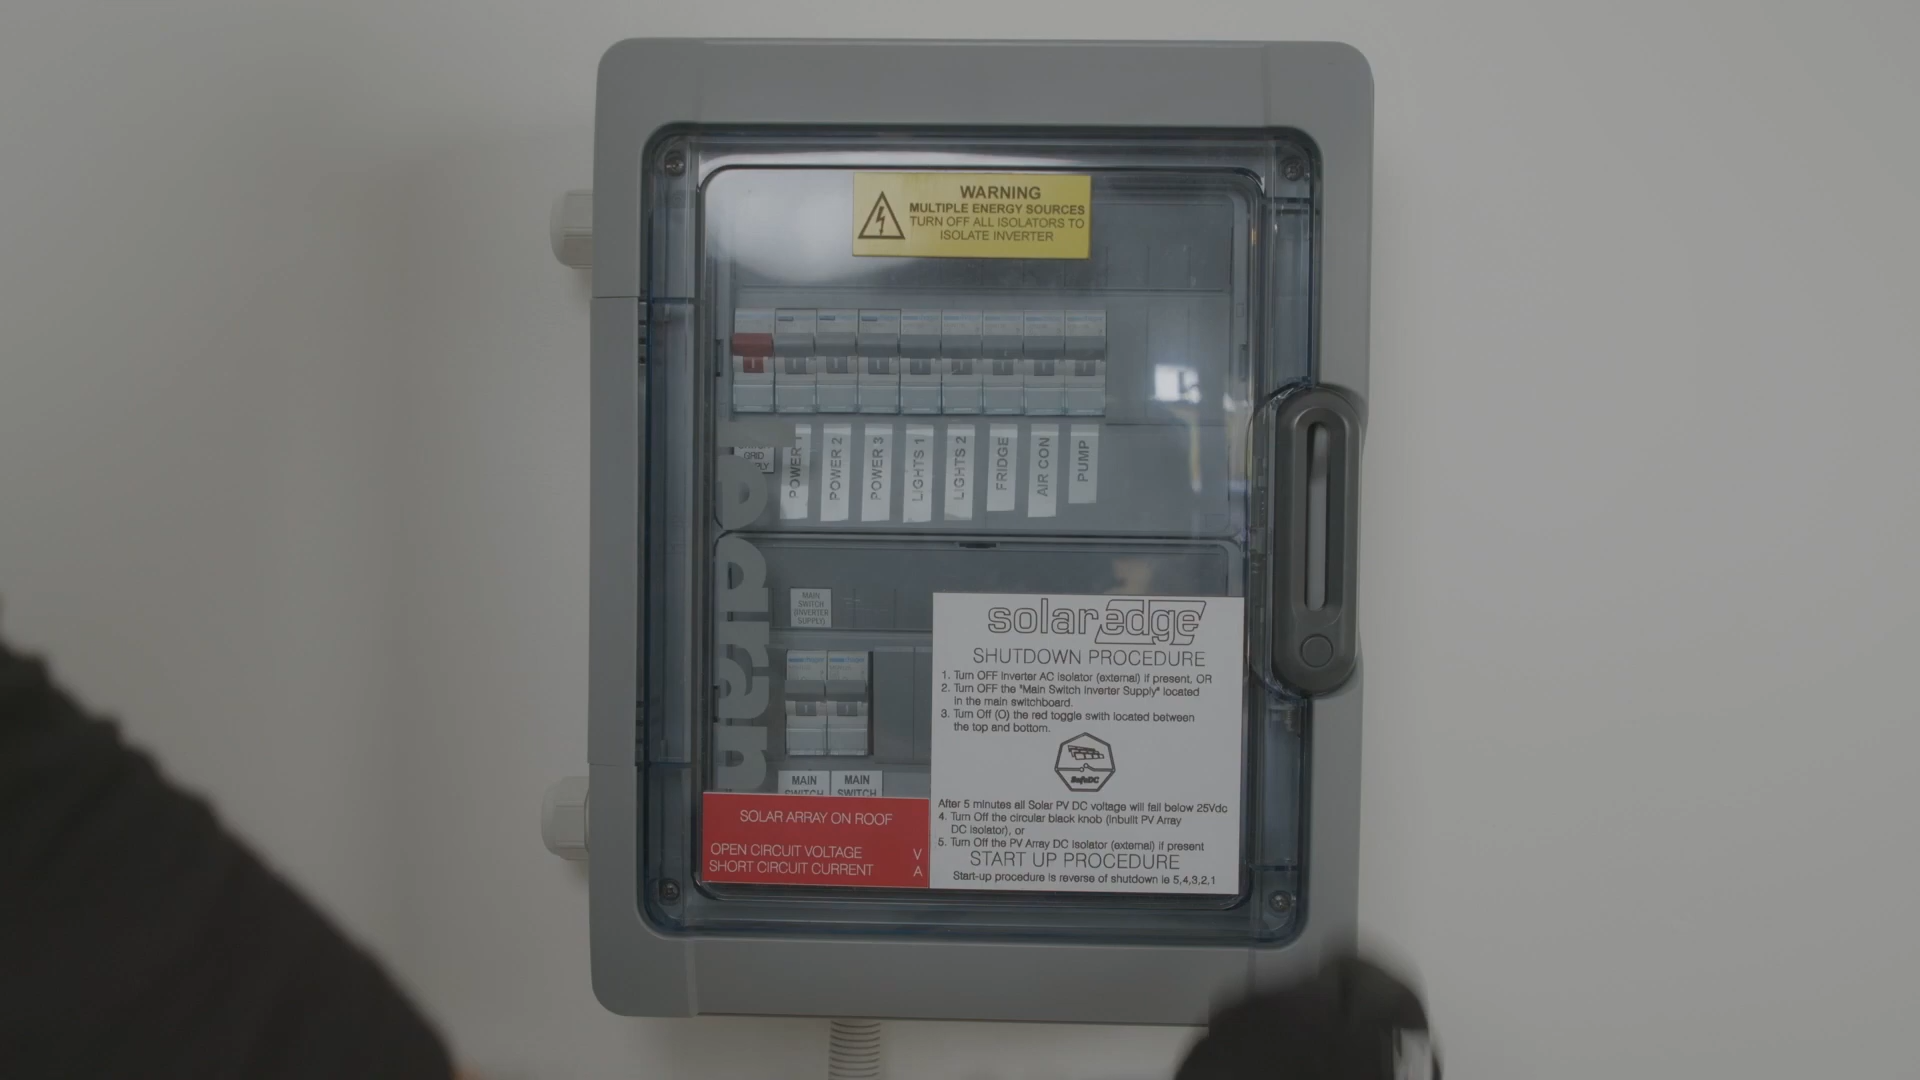 WARNING
MULTIPLE ENERGY SOURCES
TURN OFF ALL ISOLATORS TO
ISOLATE INVERTER
GRID
POWER 1
POWER 2
POWER 3
LIGHTS 1
LIGHTS 2
FRIDGE
AIR CON
PUMP
MAIN
SWITCH
(INVERTER
SUPPLY)
MAIN
SWITCH
MAIN
SWITCH
SOLAR ARRAY ON ROOF
OPEN CIRCUIT VOLTAGE V
SHORT CIRCUIT CURRENT A
solaredge
SHUTDOWN PROCEDURE
1. Turn OFF Inverter AC isolator (external) if present, OR
2. Turn OFF the "Main Switch Inverter Supply" located
in the main switchboard.
3. Turn Off (O) the red toggle swith located between
the top and bottom.
SafeDC
After 5 minutes all Solar PV DC voltage will fall below 25Vdc
4. Turn Off the circular black knob (Inbuilt PV Array
DC Isolator), or
5. Turn Off the PV Array DC Isolator (external) if present
START UP PROCEDURE
Start-up procedure is reverse of shutdown ie 5,4,3,2,1